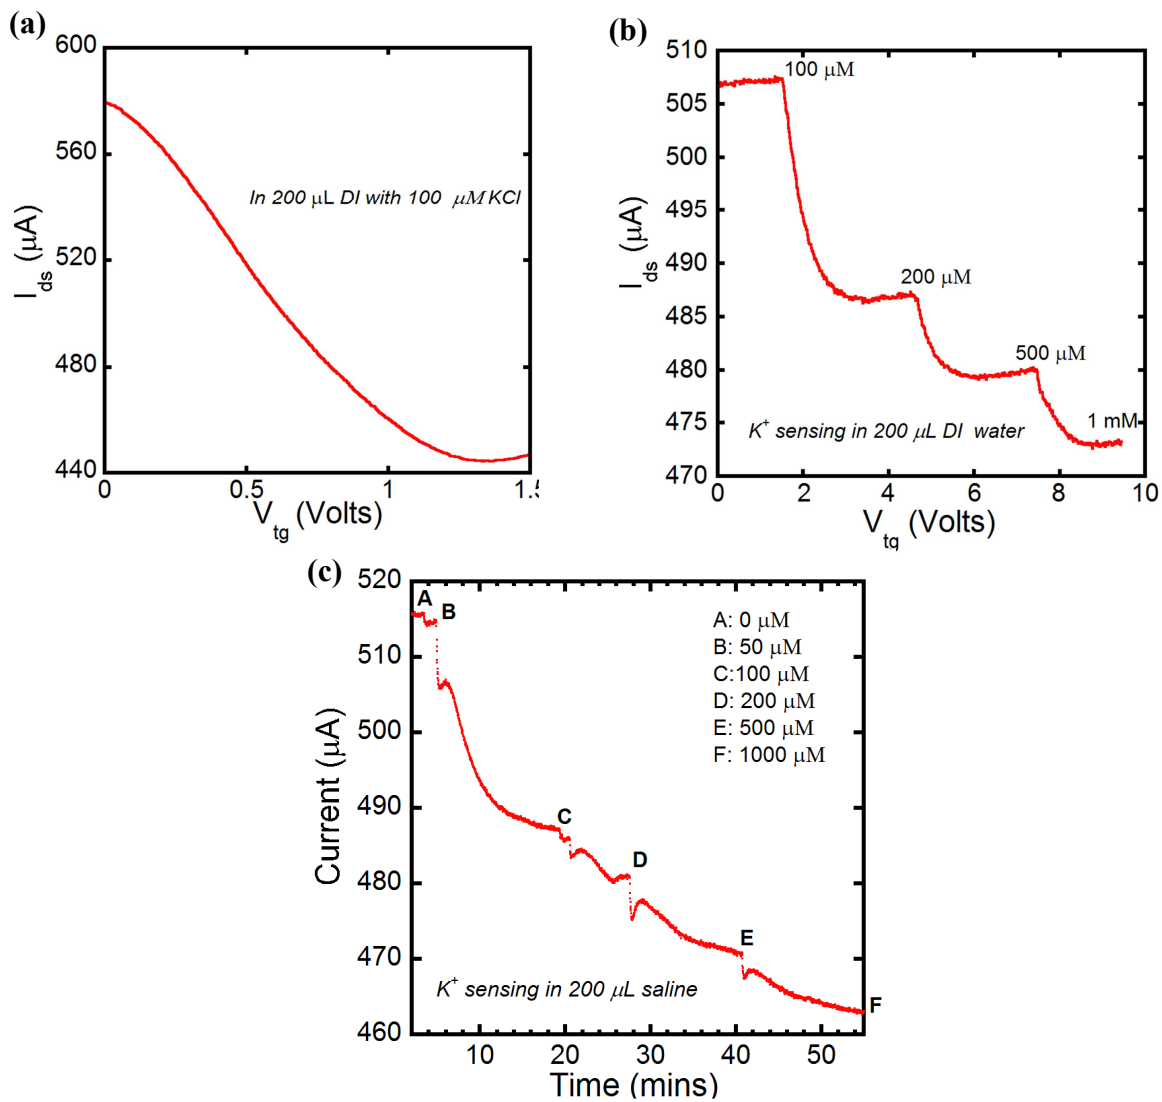 (a)
600
560
520
480
440
I_ds (μA)
In 200 μL DI with 100 μM KCl
0
0.5
1
1.5
V_tg (Volts)
(b)
510
505
500
495
490
485
480
475
470
I_ds (μA)
100 μM
200 μM
500 μM
1 mM
K⁺ sensing in 200 μL DI water
0
2
4
6
8
10
V_tg (Volts)
(c)
520
510
500
490
480
470
460
Current (μA)
A
B
C
D
E
F
A: 0 μM
B: 50 μM
C:100 μM
D: 200 μM
E: 500 μM
F: 1000 μM
K⁺ sensing in 200 μL saline
10
20
30
40
50
Time (mins)